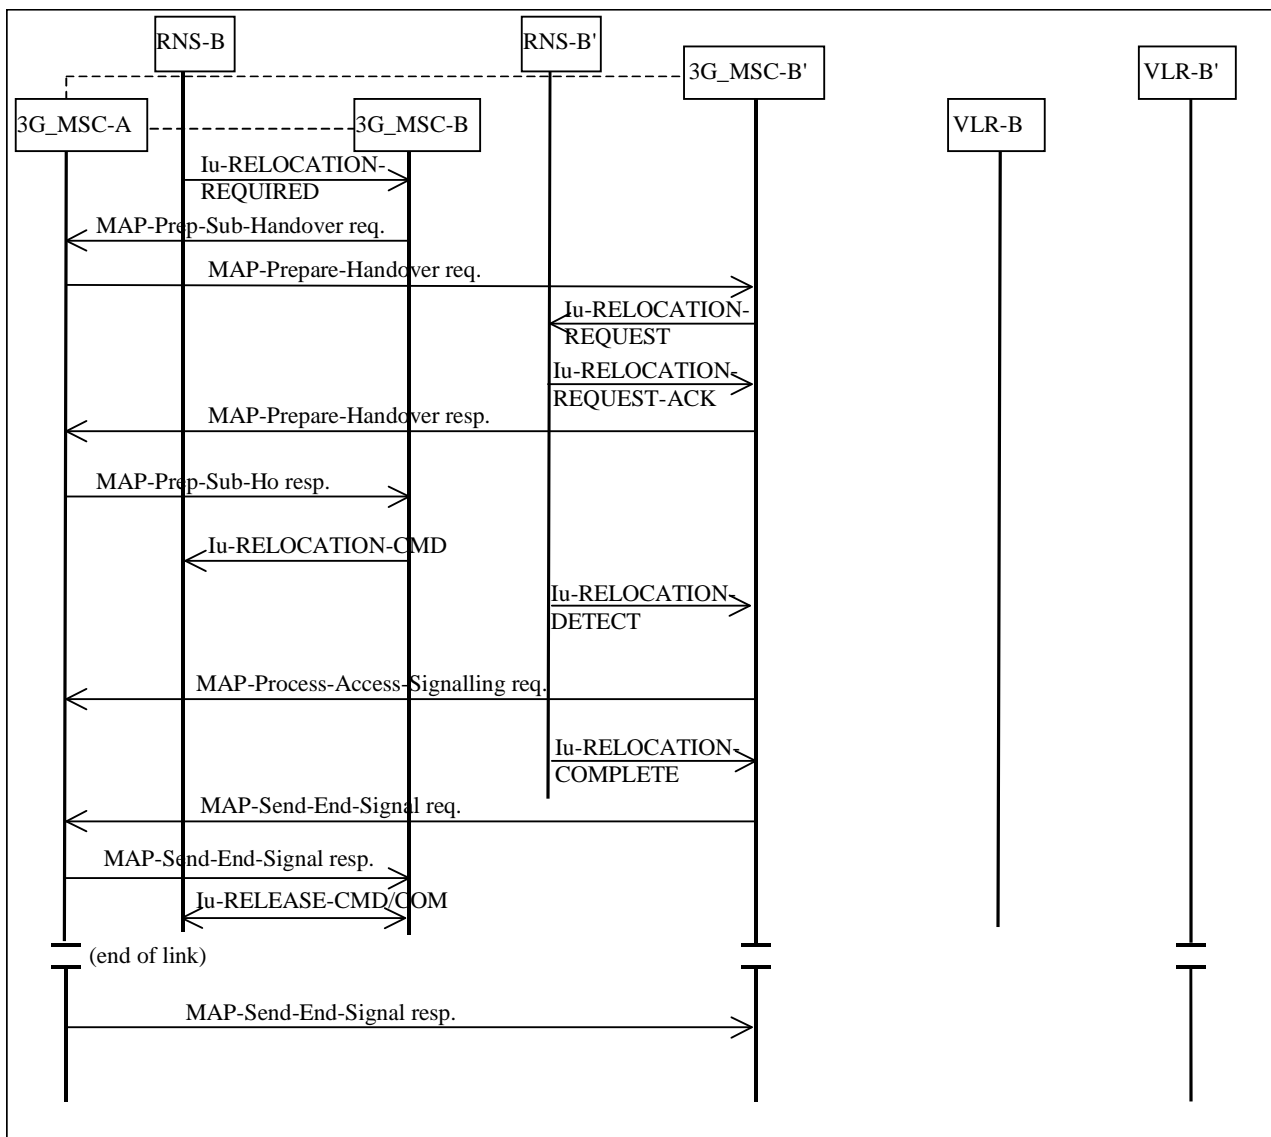 RNS-B
RNS-B'
3G_MSC-B'
VLR-B'
3G_MSC-A
3G_MSC-B
VLR-B
Iu-RELOCATION-
REQUIRED
MAP-Prep-Sub-Handover req.
MAP-Prepare-Handover req.
Iu-RELOCATION-
REQUEST
Iu-RELOCATION-
REQUEST-ACK
MAP-Prepare-Handover resp.
MAP-Prep-Sub-Ho resp.
Iu-RELOCATION-CMD
Iu-RELOCATION-
DETECT
MAP-Process-Access-Signalling req.
Iu-RELOCATION-
COMPLETE
MAP-Send-End-Signal req.
MAP-Send-End-Signal resp.
Iu-RELEASE-CMD/COM
(end of link)
MAP-Send-End-Signal resp.